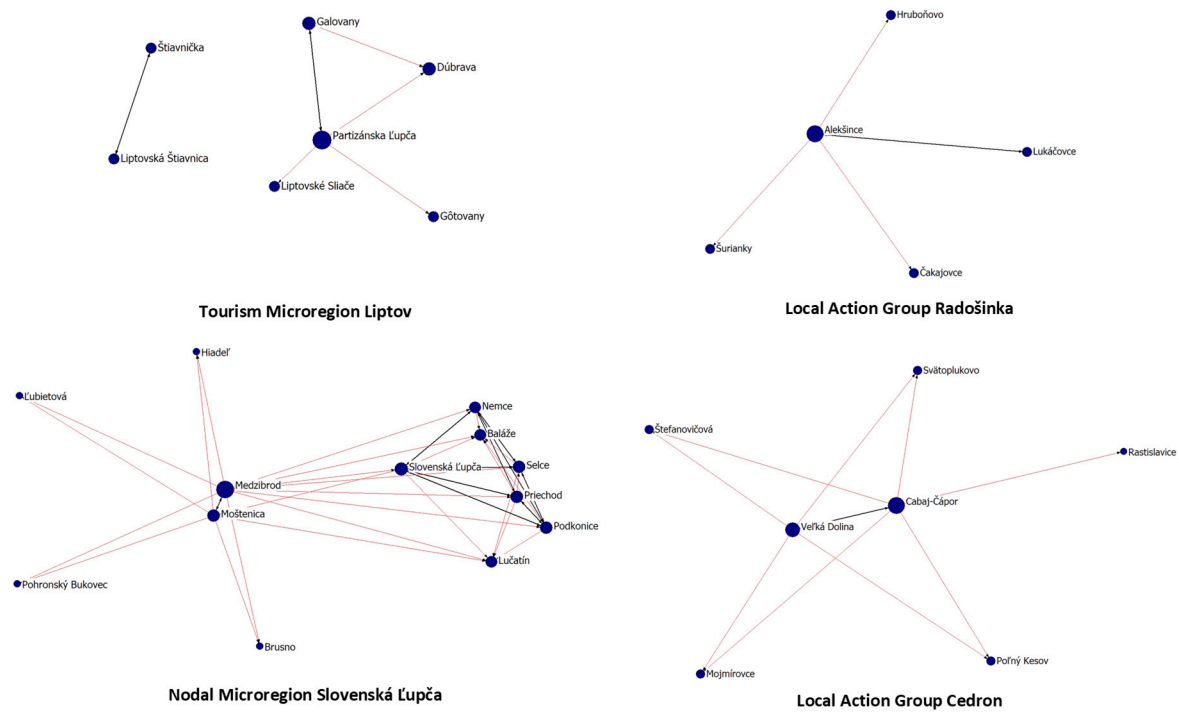 Štiavnička
Liptovská Štiavnica
Galovany
Dúbrava
Partizánska Ľupča
Liptovské Sliače
Gôtovany
Tourism Microregion Liptov
Hruboňovo
Alekšince
Lukáčovce
Šurianky
Čakajovce
Local Action Group Radošinka
Hiadeľ
Ľubietová
Nemce
Baláže
Slovenská Ľupča
Selce
Medzibrod
Priechod
Moštenica
Podkonice
Lučatín
Pohronský Bukovec
Brusno
Nodal Microregion Slovenská Ľupča
Svätoplukovo
Štefanovičová
Rastislavice
Cabaj-Čápor
Veľká Dolina
Poľný Kesov
Mojmírovce
Local Action Group Cedron